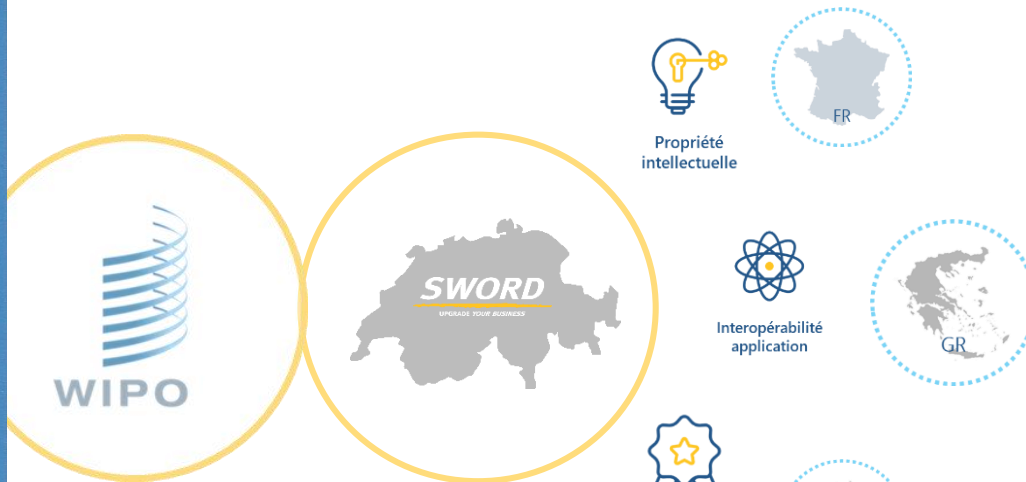 WIPO
SWORD
UPGRADE YOUR BUSINESS
Propriété
intellectuelle
FR
Interopérabilité
application
GR